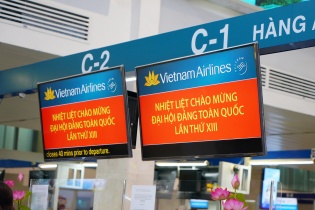 C-2
C-1
HÀNG
Vietnam Airlines
NHIỆT LIỆT CHÀO MỪNG
ĐẠI HỘI ĐẢNG TOÀN QUỐC
LẦN THỨ XIII
closes 40 mins prior to departure.
Vietnam Airlines
NHIỆT LIỆT CHÀO MỪNG
ĐẠI HỘI ĐẢNG TOÀN QUỐC
LẦN THỨ XIII